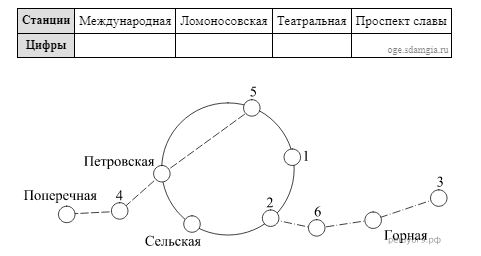 Станции Международная Ломоносовская Театральная Проспект славы
Цифры
oge.sdamgia.ru
5
Петровская
1
Поперечная
4
3
2
6
Сельская
Горная